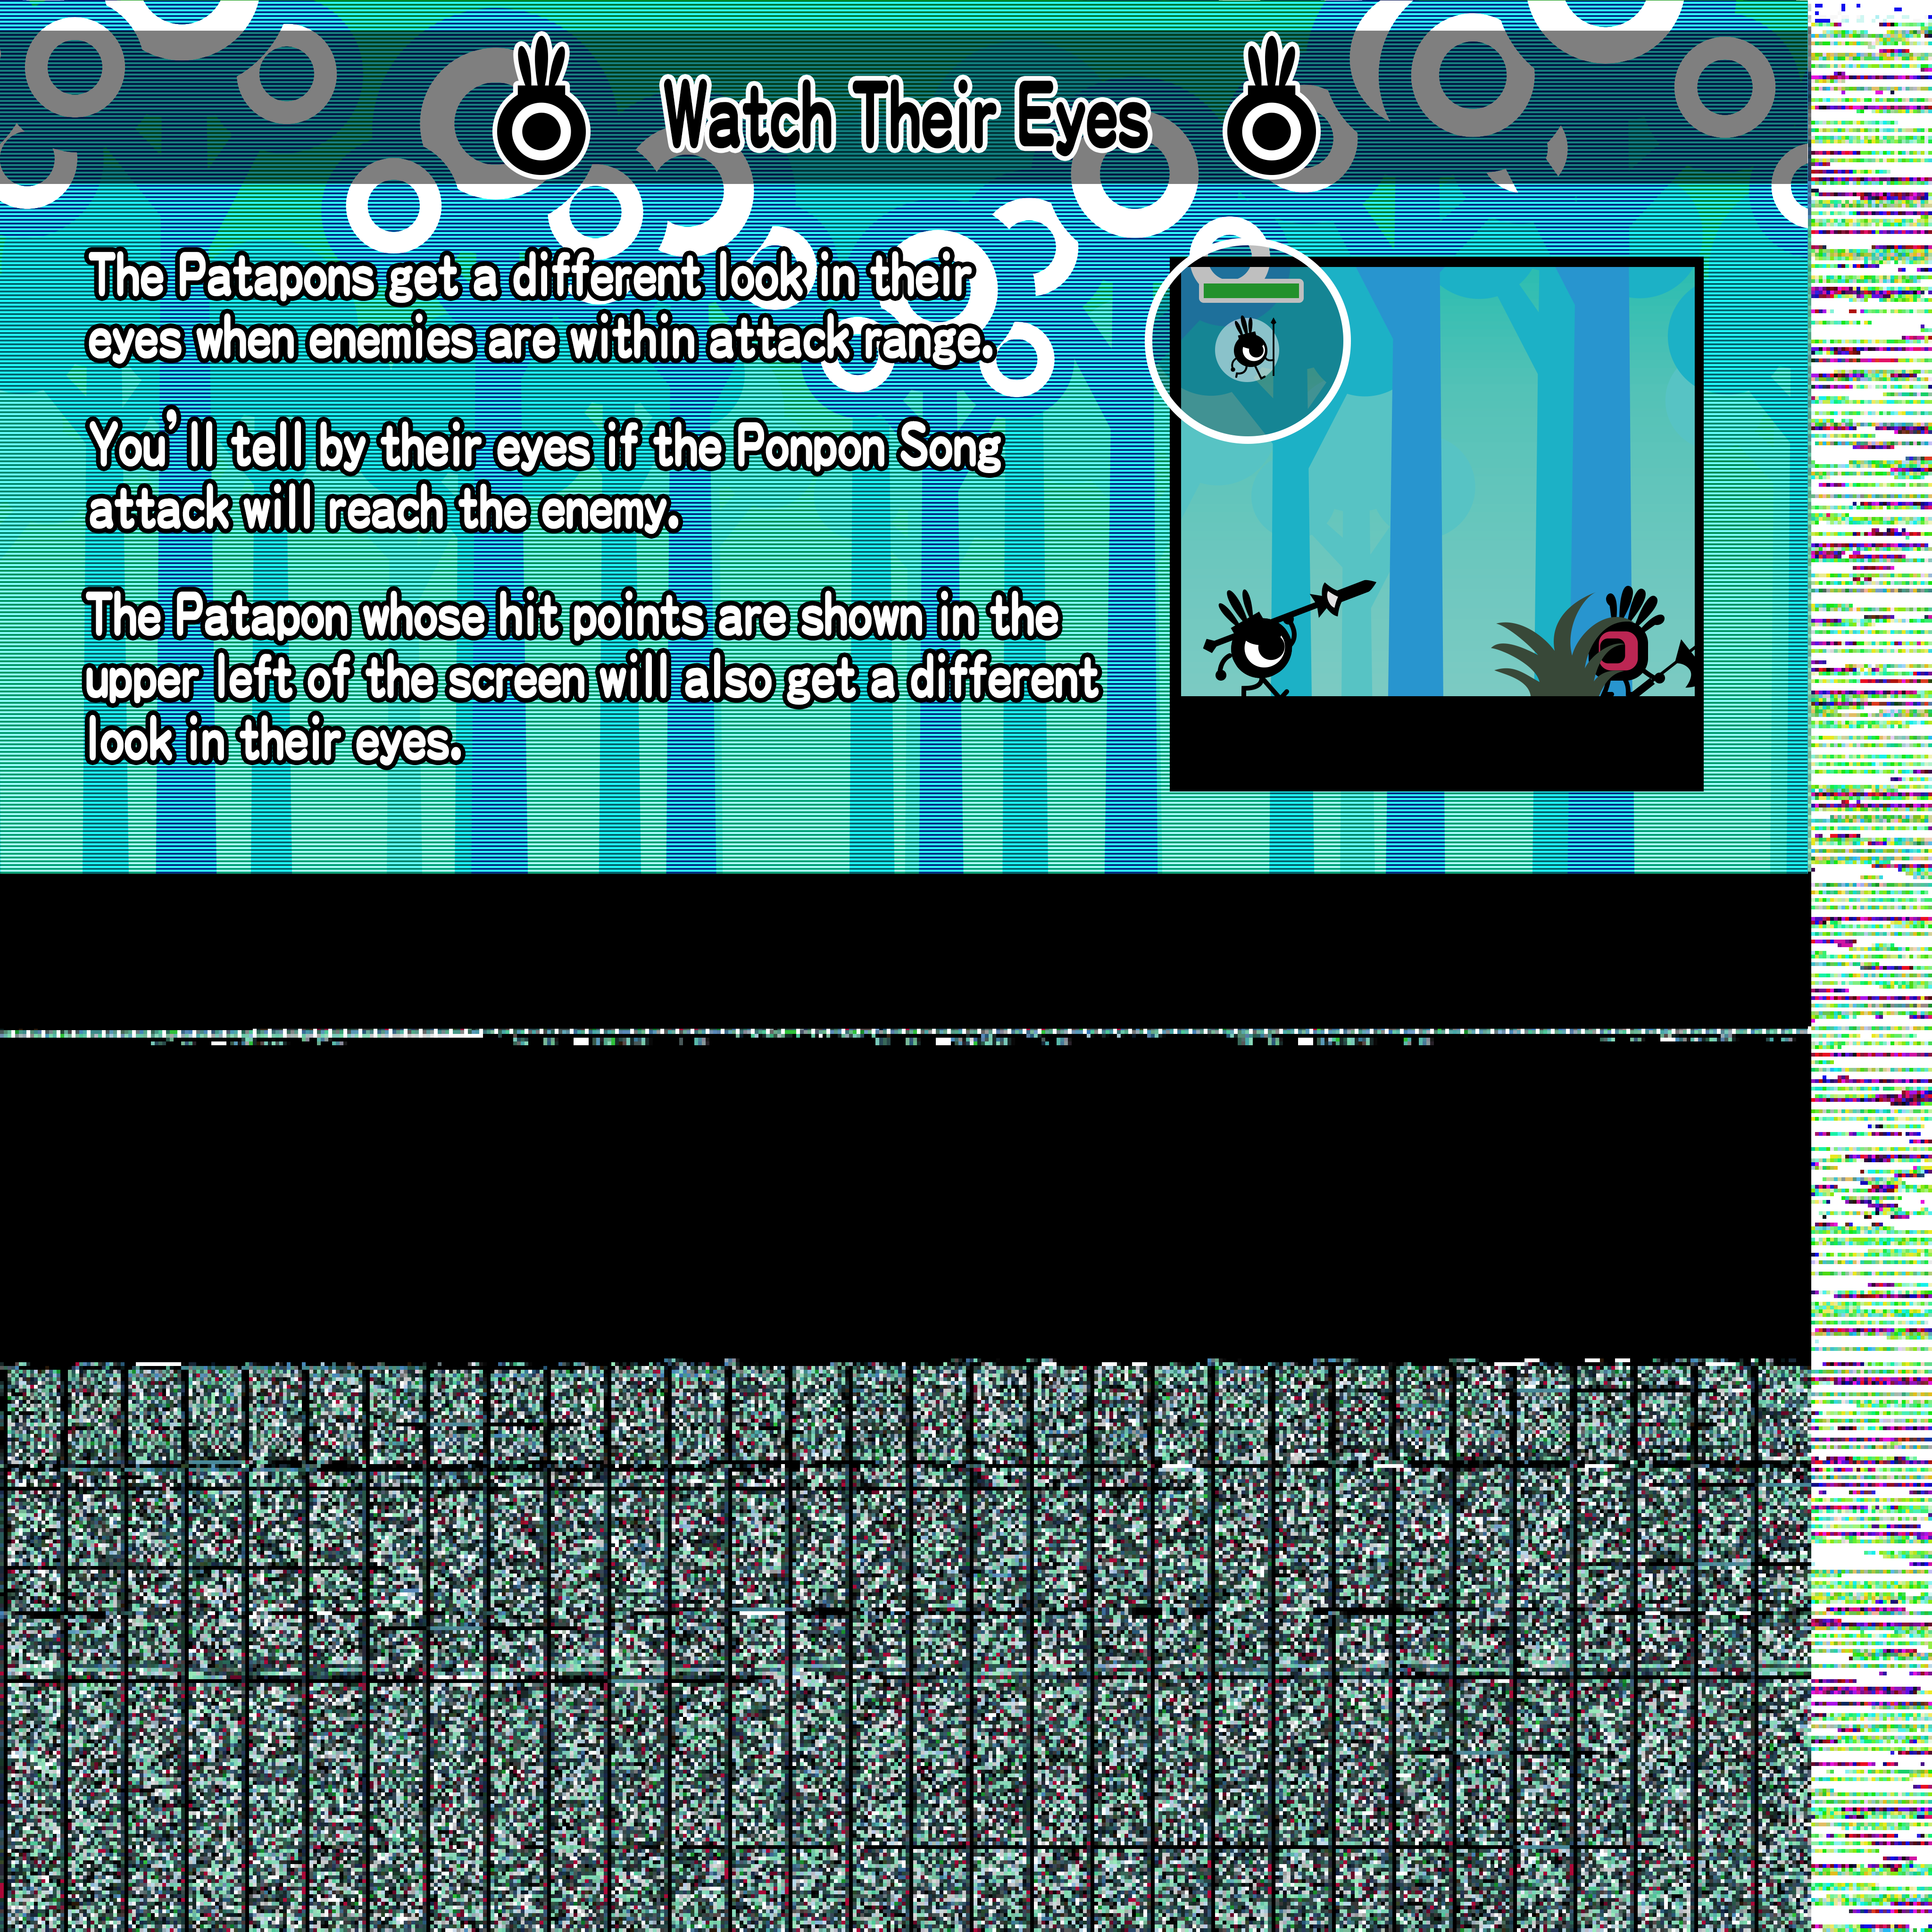 Watch Their Eyes
The Patapons get a different look in their
eyes when enemies are within attack range.
You'll tell by their eyes if the Ponpon Song
attack will reach the enemy.
The Patapon whose hit points are shown in the
upper left of the screen will also get a different
look in their eyes.